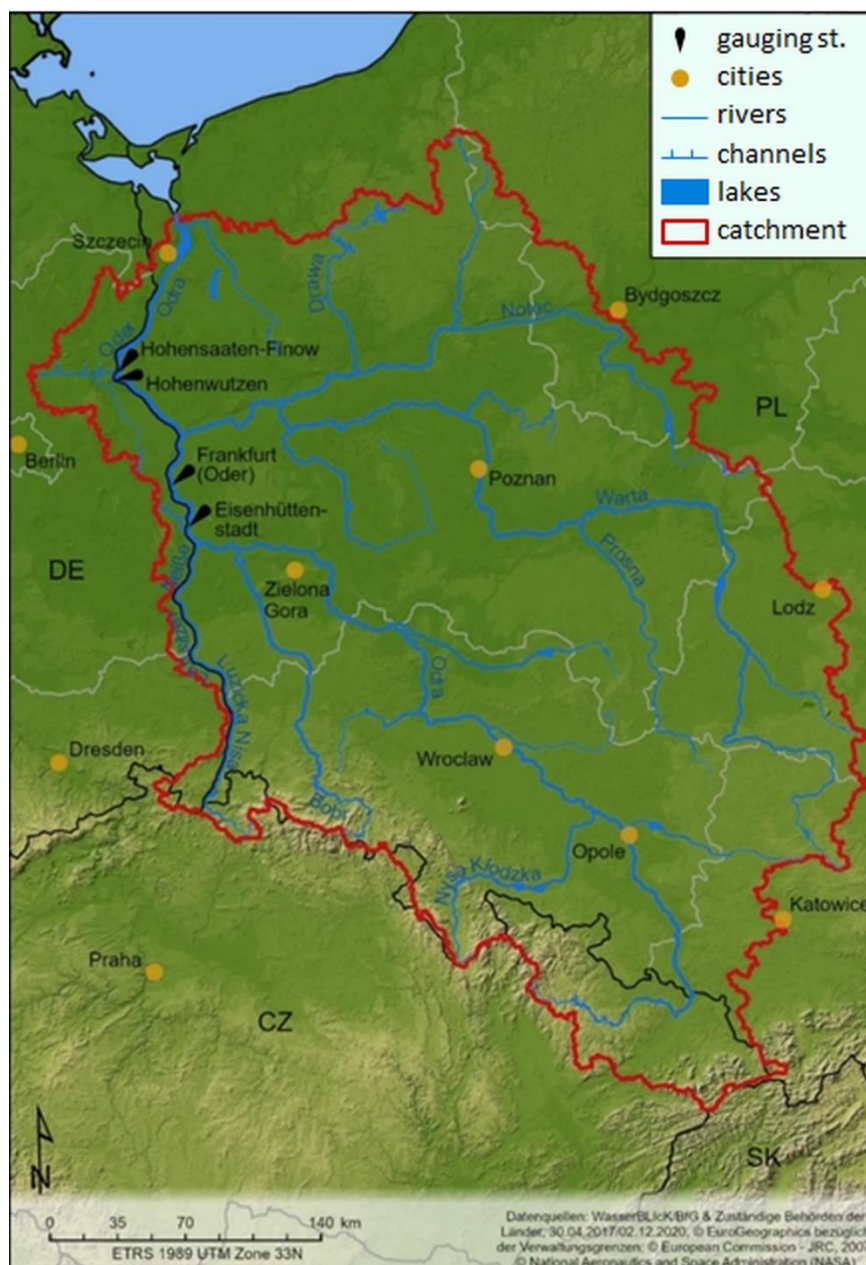 gauging st.
cities
rivers
channels
lakes
catchment
Szczecin
Odra
Oder
Drawa
Notec
Bydgoszcz
Hohensaaten-Finow
Hohenwutzen
PL
Berlin
Frankfurt
(Oder)
Poznan
Eisenhütten-
stadt
Warta
Prosna
DE
Neiße
Zielona
Gora
Lodz
Lausitzer
Luzicka Nisa
Odra
Dresden
Wroclaw
Bobr
Opole
Nysa Kłodzka
Katowice
Praha
CZ
SK
N
0 35 70 140 km
ETRS 1989 UTM Zone 33N
Datenquellen: WasserBLIcK/BfG & Zuständige Behörden der
Länder, 30.04.2017/02.12.2020, © EuroGeographics bezüglich
der Verwaltungsgrenzen: © European Commission - JRC, 2007
© National Aeronautics and Space Administration (NASA)